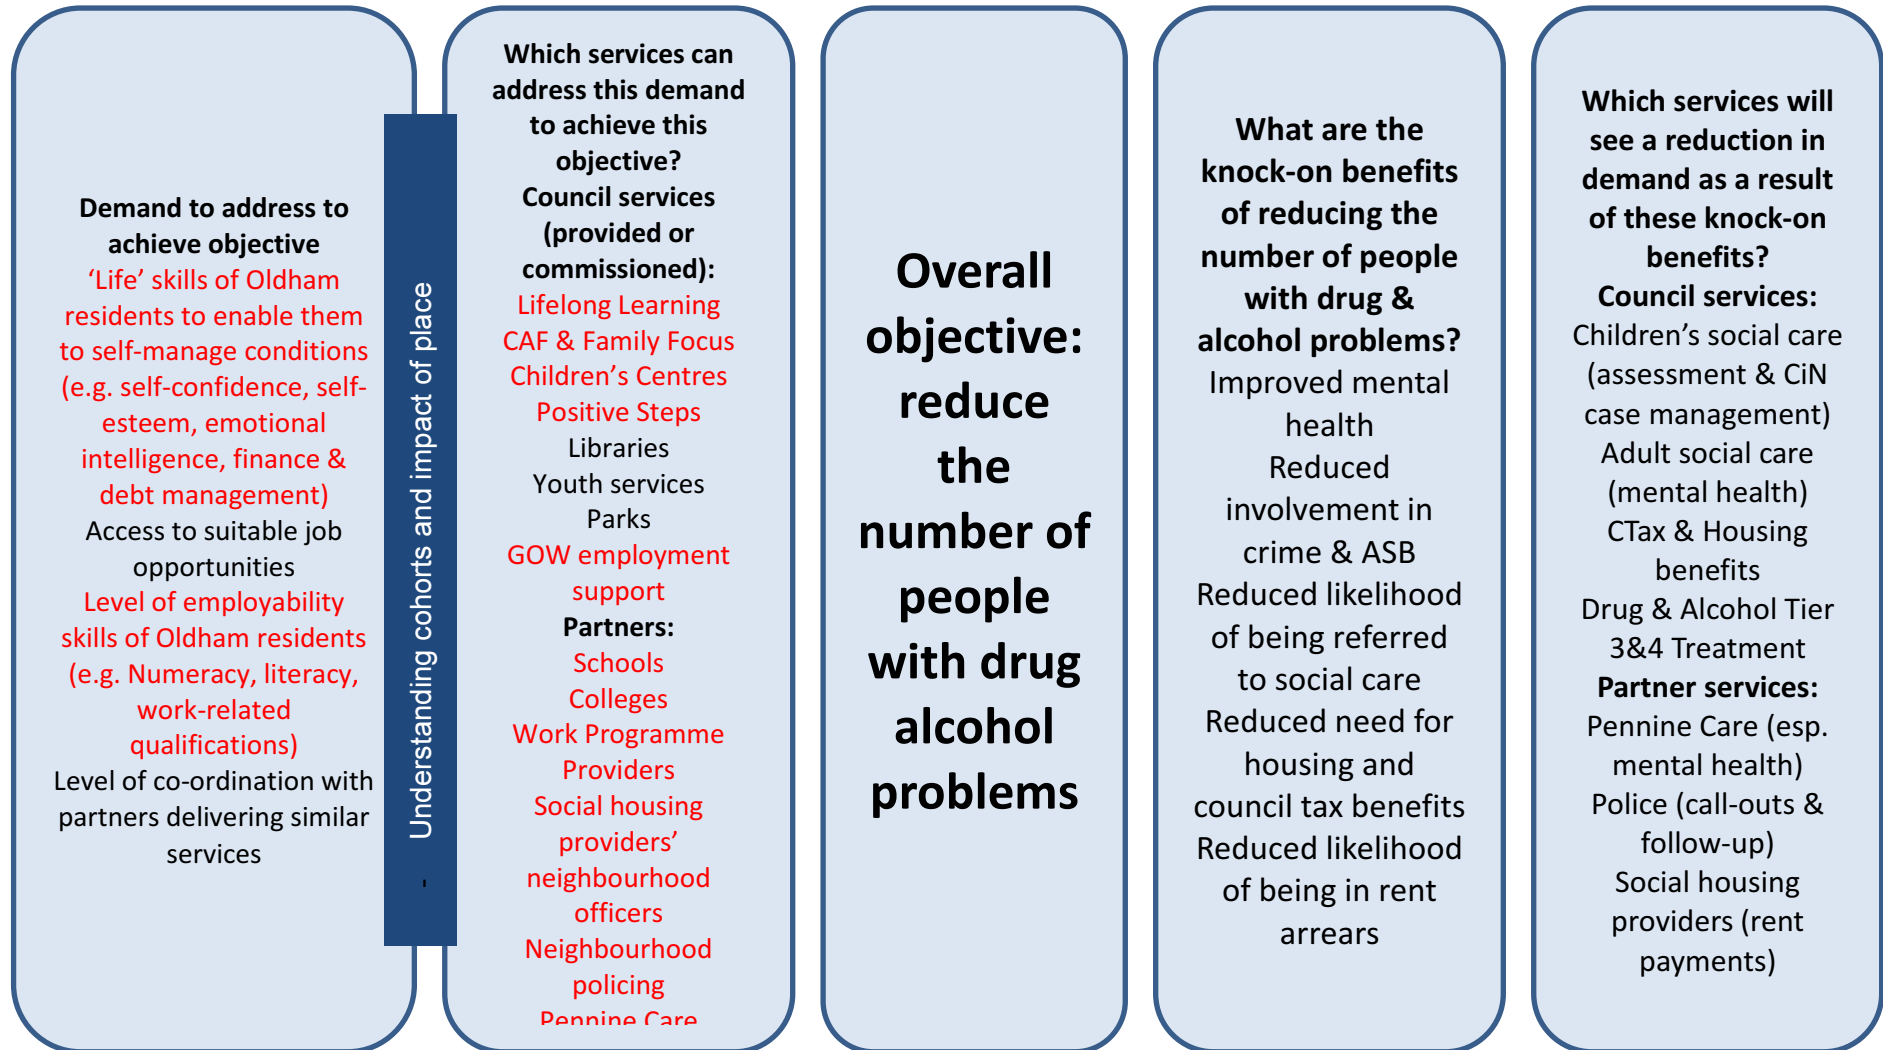 Demand to address to
achieve objective
‘Life’ skills of Oldham
residents to enable them
to self-manage conditions
(e.g. self-confidence, self-
esteem, emotional
intelligence, finance &
debt management)
Access to suitable job
opportunities
Level of employability
skills of Oldham residents
(e.g. Numeracy, literacy,
work-related
qualifications)
Level of co-ordination with
partners delivering similar
services
Understanding cohorts and impact of place
Which services can
address this demand
to achieve this
objective?
Council services
(provided or
commissioned):
Lifelong Learning
CAF & Family Focus
Children’s Centres
Positive Steps
Libraries
Youth services
Parks
GOW employment
support
Partners:
Schools
Colleges
Work Programme
Providers
Social housing
providers’
neighbourhood
officers
Neighbourhood
policing
Pennine Care
Overall
objective:
reduce
the
number of
people
with drug
alcohol
problems
What are the
knock-on benefits
of reducing the
number of people
with drug &
alcohol problems?
Improved mental
health
Reduced
involvement in
crime & ASB
Reduced likelihood
of being referred
to social care
Reduced need for
housing and
council tax benefits
Reduced likelihood
of being in rent
arrears
Which services will
see a reduction in
demand as a result
of these knock-on
benefits?
Council services:
Children’s social care
(assessment & CiN
case management)
Adult social care
(mental health)
CTax & Housing
benefits
Drug & Alcohol Tier
3&4 Treatment
Partner services:
Pennine Care (esp.
mental health)
Police (call-outs &
follow-up)
Social housing
providers (rent
payments)